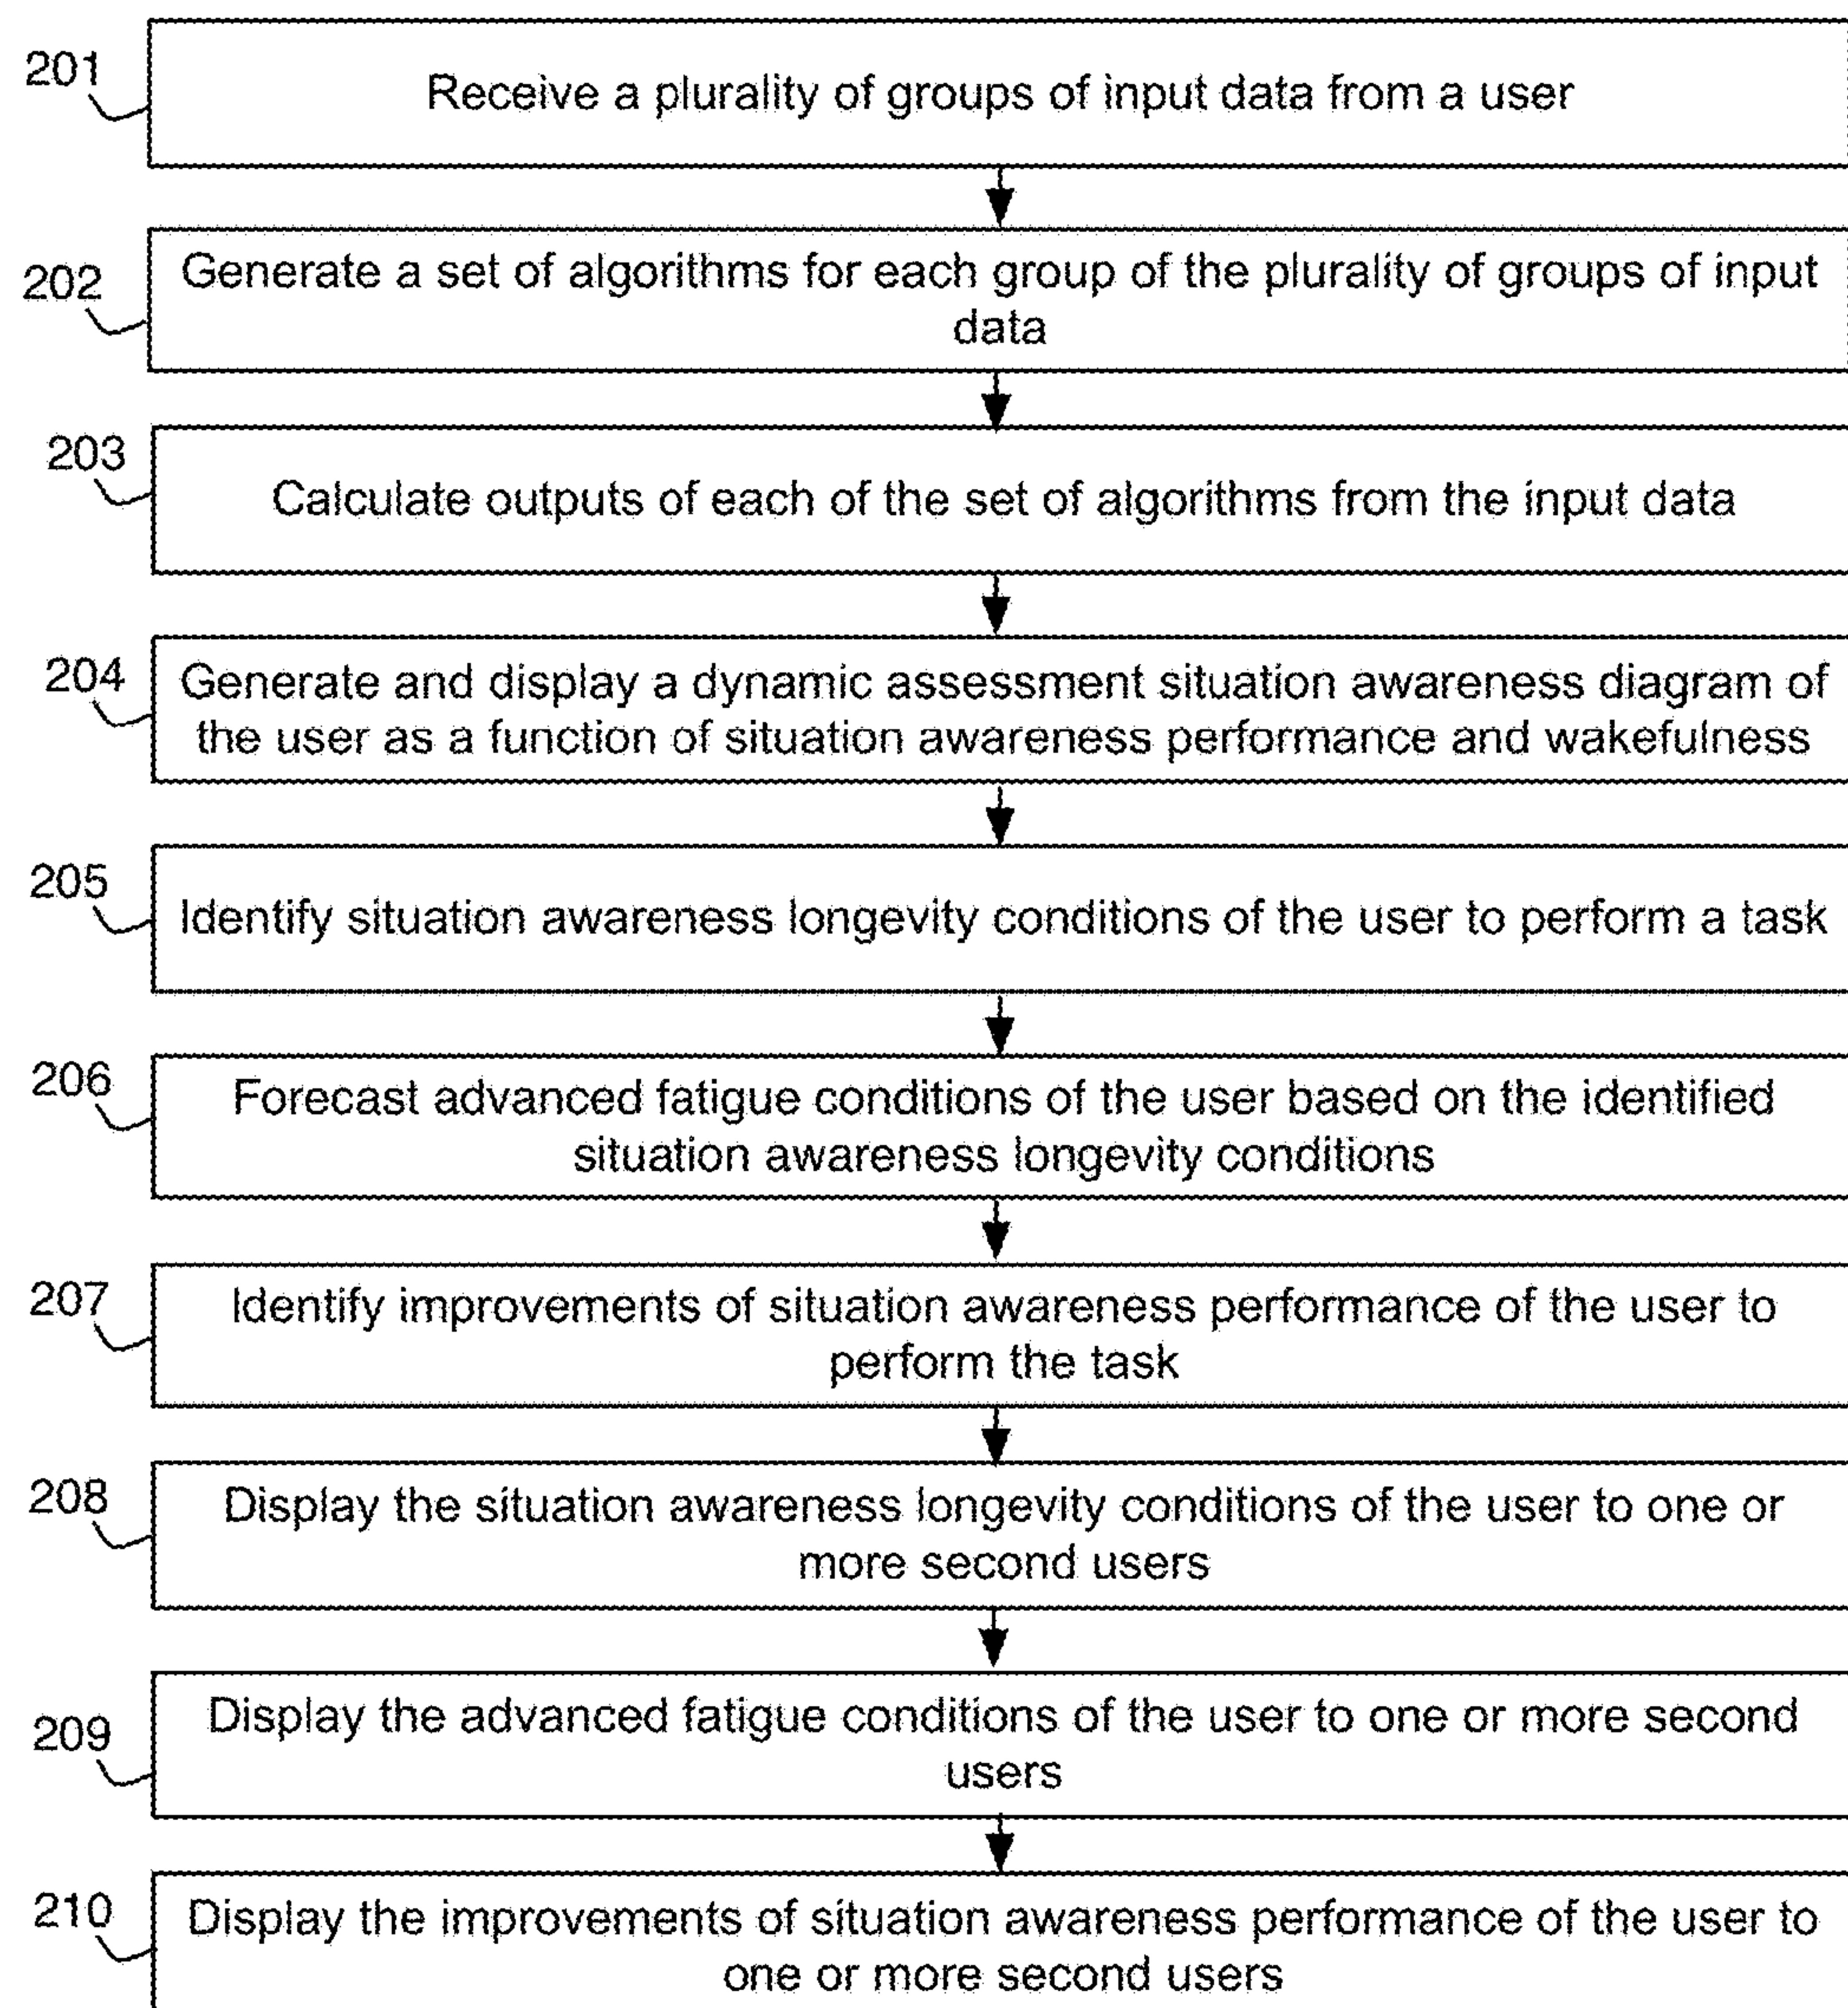 201
Receive a plurality of groups of input data from a user
202
Generate a set of algorithms for each group of the plurality of groups of input
data
203
Calculate outputs of each of the set of algorithms from the input data
204
Generate and display a dynamic assessment situation awareness diagram of
the user as a function of situation awareness performance and wakefulness
205
Identify situation awareness longevity conditions of the user to perform a task
206
Forecast advanced fatigue conditions of the user based on the identified
situation awareness longevity conditions
207
Identify improvements of situation awareness performance of the user to
perform the task
208
Display the situation awareness longevity conditions of the user to one or
more second users
209
Display the advanced fatigue conditions of the user to one or more second
users
210
Display the improvements of situation awareness performance of the user to
one or more second users